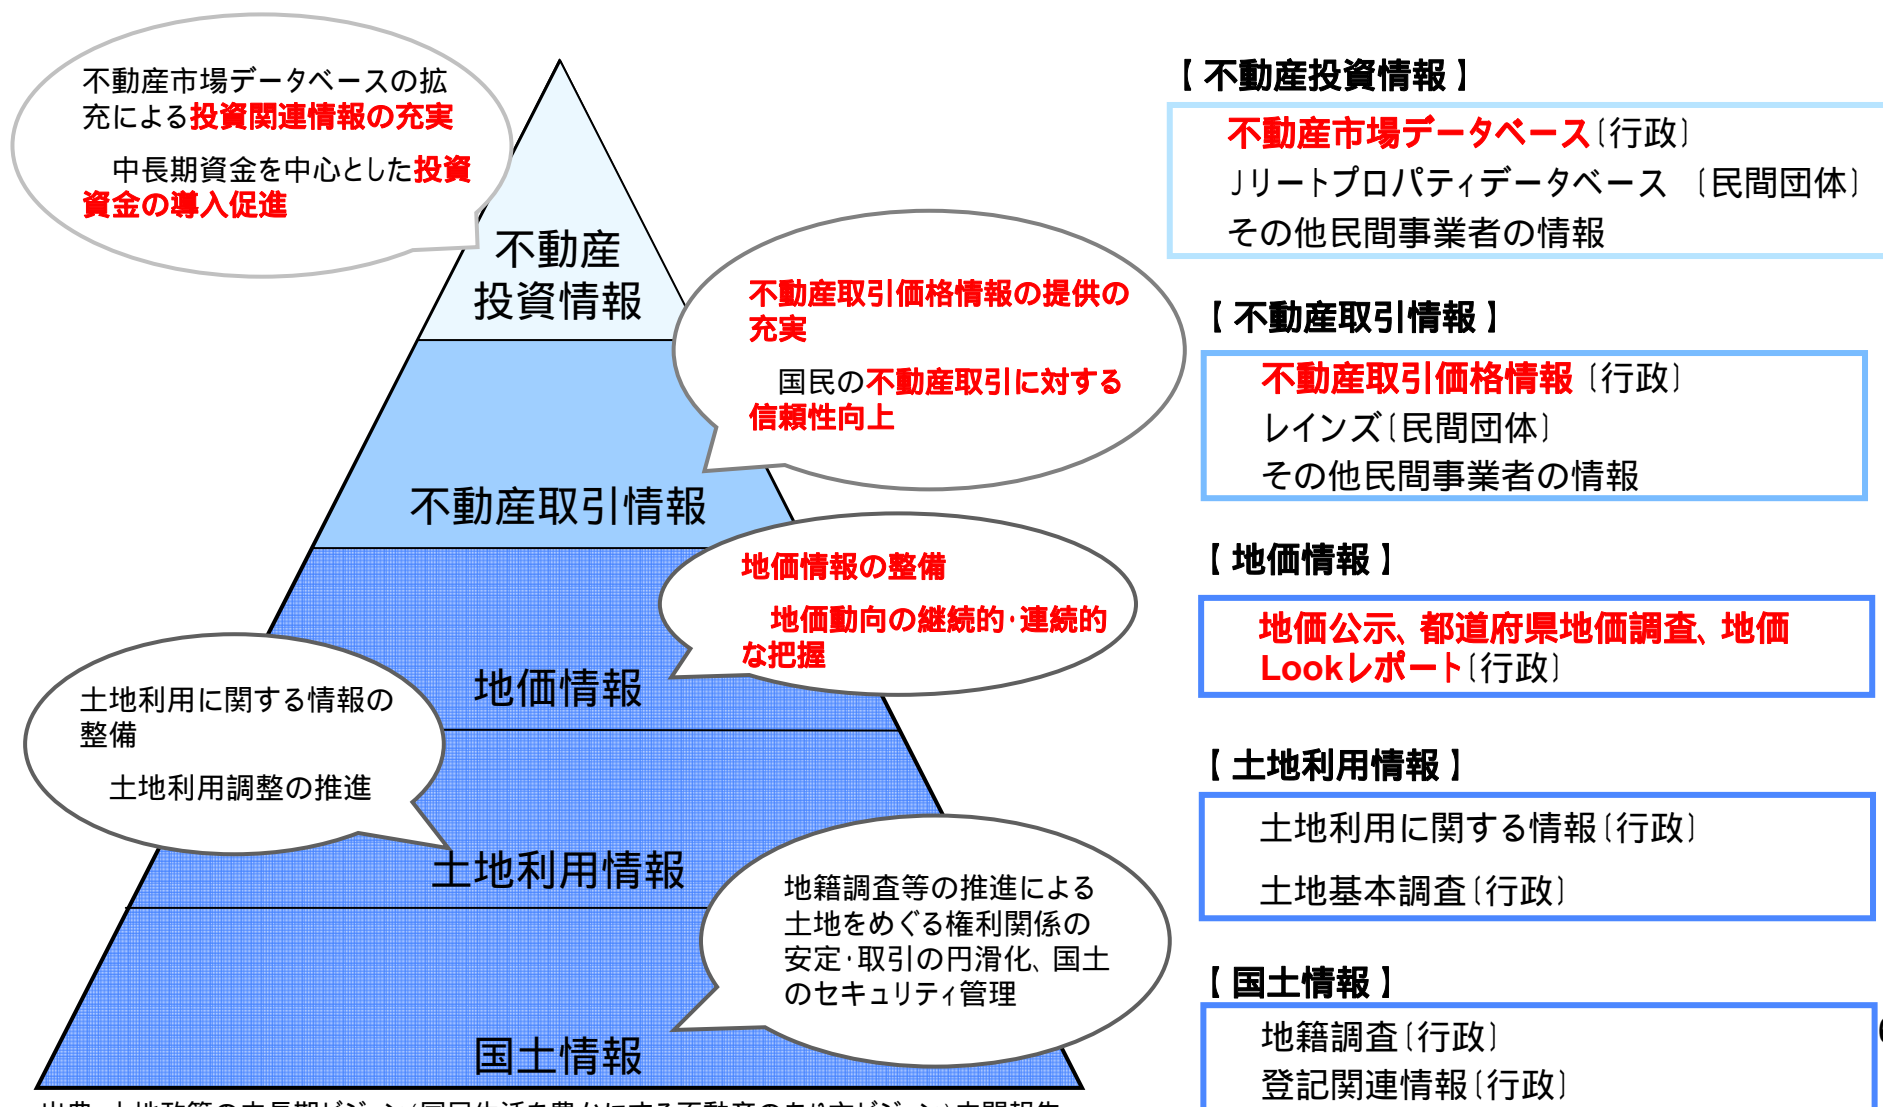 不動産市場データベースの拡
充による投資関連情報の充実
中長期資金を中心とした投資
資金の導入促進
不動産
投資情報
不動産取引価格情報の提供の
充実
国民の不動産取引に対する
信頼性向上
不動産取引情報
地価情報の整備
地価動向の継続的・連続的
な把握
地価情報
土地利用に関する情報の
整備
土地利用調整の推進
土地利用情報
地籍調査等の推進による
土地をめぐる権利関係の
安定・取引の円滑化、国土
のセキュリティ管理
国土情報
【不動産投資情報】
不動産市場データベース〔行政〕
Jリートプロパティデータベース 〔民間団体〕
その他民間事業者の情報
【不動産取引情報】
不動産取引価格情報〔行政〕
レインズ〔民間団体〕
その他民間事業者の情報
【地価情報】
地価公示、都道府県地価調査、地価
Lookレポート〔行政〕
【土地利用情報】
土地利用に関する情報〔行政〕
土地基本調査〔行政〕
【国土情報】
地籍調査〔行政〕
登記関連情報〔行政〕